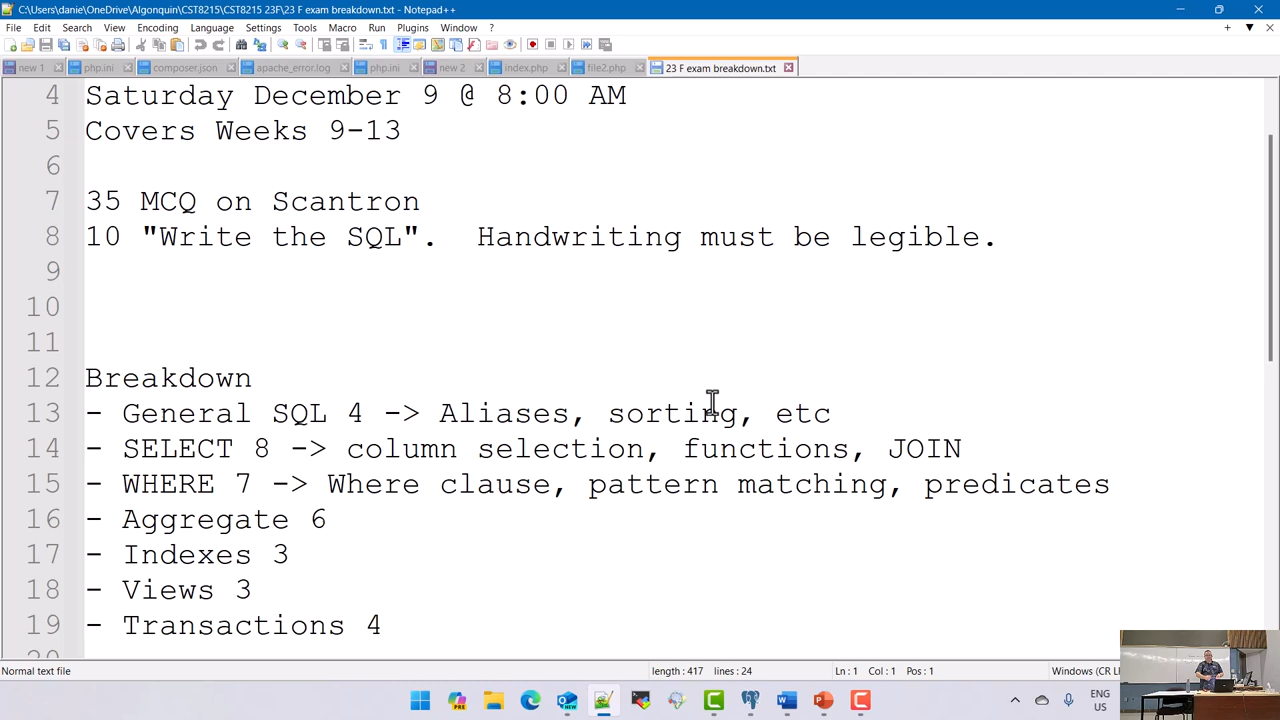 C:\Users\danie\OneDrive\Algonquin\CST8215\CST8215 23F\23 F exam breakdown.txt - Notepad++
File Edit Search View Encoding Language Settings Tools Macro Run Plugins Window ?
new 1 php.ini composer.json apache_error.log php.ini new 2 index.php file2.php 23 F exam breakdown.txt
4 Saturday December 9 @ 8:00 AM
5 Covers Weeks 9-13
6
7 35 MCQ on Scantron
8 10 "Write the SQL".  Handwriting must be legible.
9
10
11
12 Breakdown
13 - General SQL 4 -> Aliases, sorting, etc
14 - SELECT 8 -> column selection, functions, JOIN
15 - WHERE 7 -> Where clause, pattern matching, predicates
16 - Aggregate 6
17 - Indexes 3
18 - Views 3
19 - Transactions 4
Normal text file length : 417 lines : 24 Ln : 1 Col : 1 Pos : 1 Windows (CR L
ENG
US